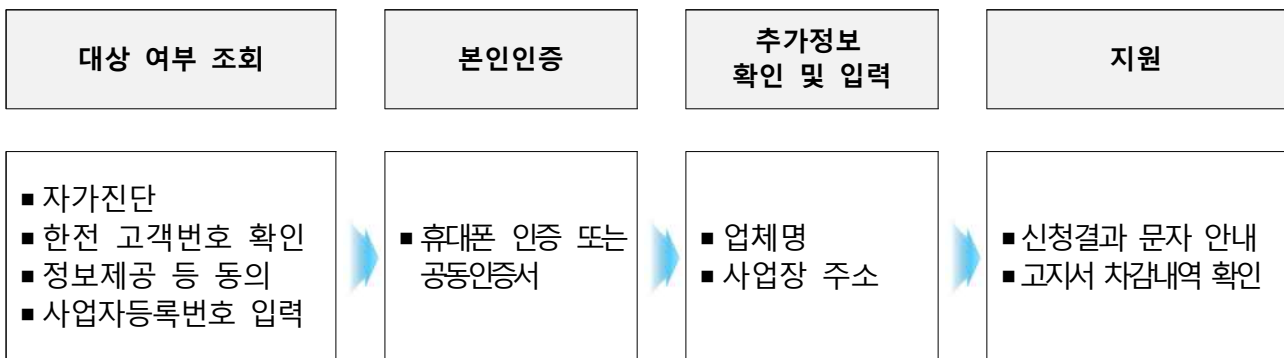 대상 여부 조회
본인인증
추가정보
확인 및 입력
지원
▪ 자가진단
▪ 한전 고객번호 확인
▪ 정보제공 등 동의
▪ 사업자등록번호 입력
▪ 휴대폰 인증 또는
공동인증서
▪ 업체명
▪ 사업장 주소
▪ 신청결과 문자 안내
▪ 고지서 차감내역 확인